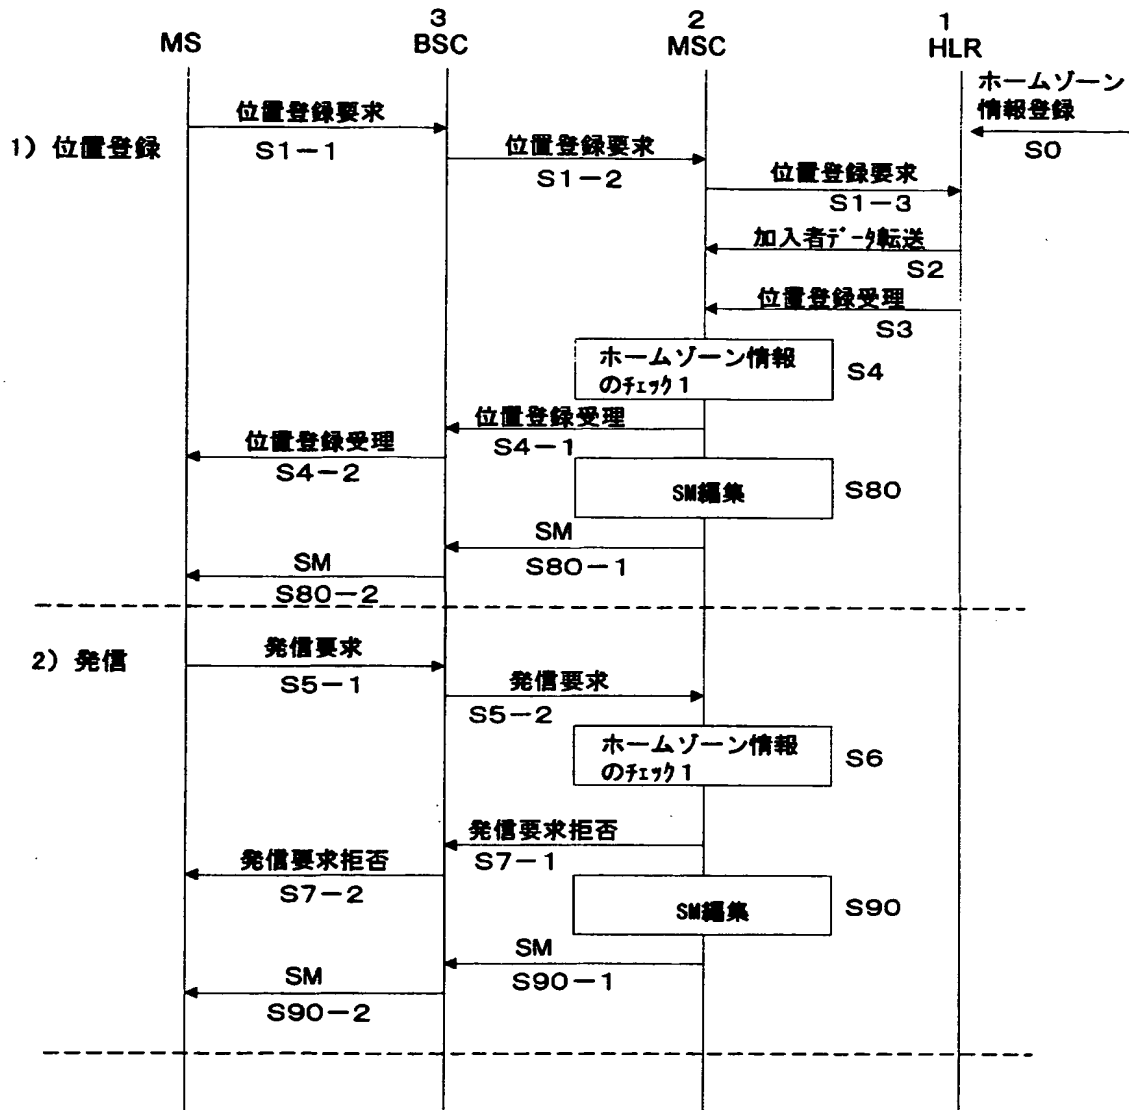 3
2
1
MS
BSC
MSC
HLR
ホームゾーン
情報登録
S0
位置登録要求
1) 位置登録
S1-1
位置登録要求
S1-2
位置登録要求
S1-3
加入者データ転送
S2
位置登録受理
S3
ホームゾーン情報
のチェック1
S4
位置登録受理
S4-1
位置登録受理
S4-2
SM編集
S80
SM
S80-1
SM
S80-2
2) 発信
発信要求
S5-1
発信要求
S5-2
ホームゾーン情報
のチェック1
S6
発信要求拒否
S7-1
発信要求拒否
S7-2
SM編集
S90
SM
S90-1
SM
S90-2